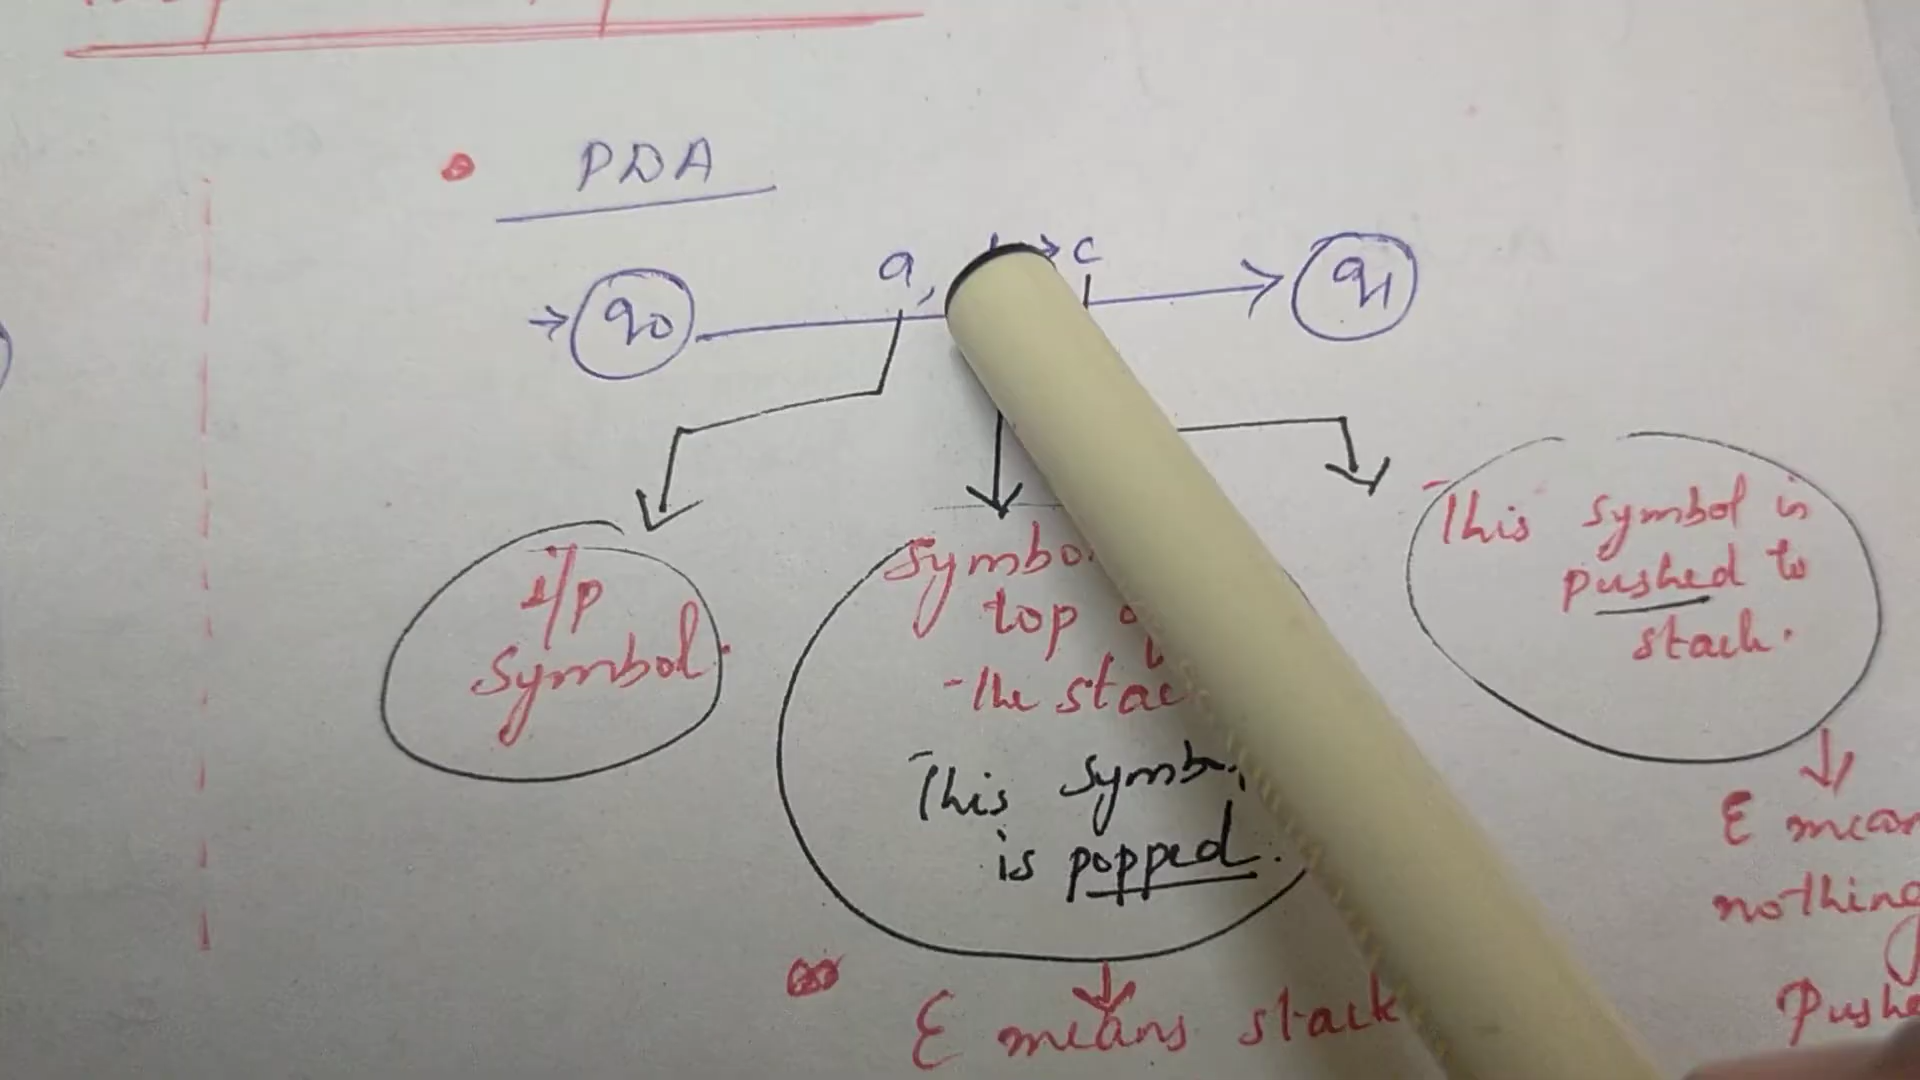 PDA
a, → c
→ q0
q1
i/p
Symbol.
Symbo
top o
the stac
This Symb
is popped.
This symbol is
pushed to
stack.
ε means stack
ε mean
nothing
Pushe